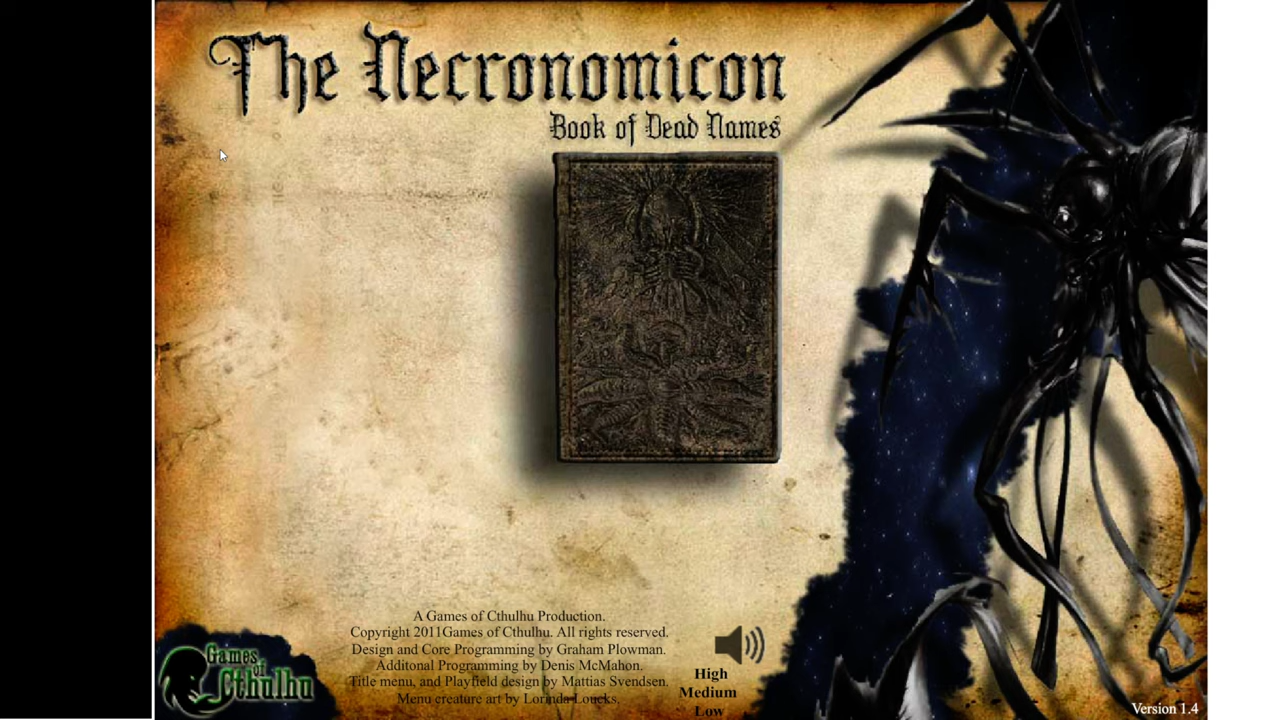 The Necronomicon
Book of Dead Names
A Games of Cthulhu Production.
Copyright 2011Games of Cthulhu. All rights reserved.
Design and Core Programming by Graham Plowman.
Additonal Programming by Denis McMahon.
Title menu, and Playfield design by Mattias Svendsen.
Menu creature art by Lorinda Loucks.
High
Medium
Low
Games
of
Cthulhu
Version 1.4